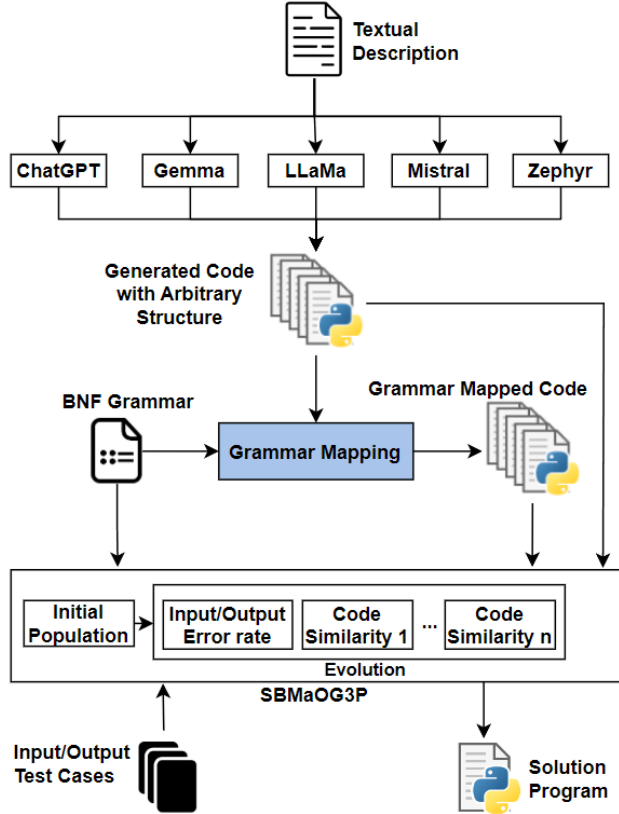 Textual
Description
ChatGPT
Gemma
LLaMa
Mistral
Zephyr
Generated Code
with Arbitrary
Structure
Grammar Mapped Code
BNF Grammar
Grammar Mapping
Initial
Population
Input/Output
Error rate
Code
Similarity 1
...
Code
Similarity n
Evolution
SBMaOG3P
Input/Output
Test Cases
Solution
Program